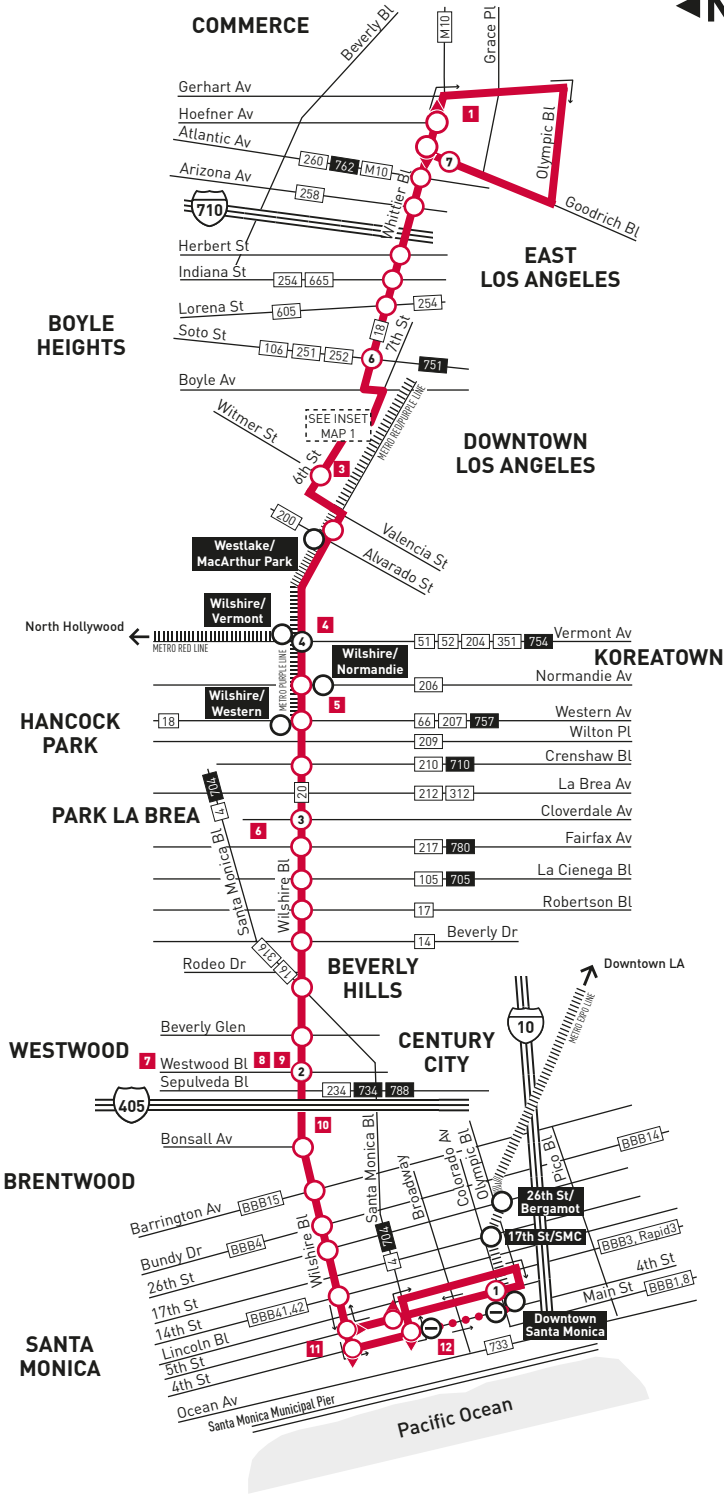 COMMERCE
Beverly Bl
M10
Grace Pl
N
Gerhart Av
Hoefner Av
1
Atlantic Av
260
762
M10
7
Olympic Bl
Arizona Av
258
Whittier Bl
Goodrich Bl
710
Herbert St
EAST
LOS ANGELES
Indiana St
254
665
Lorena St
605
254
BOYLE
HEIGHTS
Soto St
106
251
252
18
7th St
6
751
Boyle Av
METRO RED/PURPLE LINE
Witmer St
SEE INSET
MAP 1
DOWNTOWN
LOS ANGELES
6th St
3
200
Valencia St
Alvarado St
Westlake/
MacArthur Park
Wilshire/
Vermont
North Hollywood
METRO RED LINE
4
4
51
52
204
351
754
Vermont Av
KOREATOWN
METRO PURPLE LINE
Wilshire/
Normandie
206
Normandie Av
Wilshire/
Western
5
HANCOCK
PARK
18
66
207
757
Western Av
209
Wilton Pl
210
710
Crenshaw Bl
704
4
20
212
312
La Brea Av
PARK LA BREA
3
Cloverdale Av
6
Santa Monica Bl
217
780
Fairfax Av
Wilshire Bl
105
705
La Cienega Bl
17
Robertson Bl
14
Beverly Dr
16/316
Rodeo Dr
BEVERLY
HILLS
Downtown LA
METRO EXPO LINE
10
Beverly Glen
CENTURY
CITY
WESTWOOD
7
Westwood Bl
8
9
2
Sepulveda Bl
234
734
788
405
10
Bonsall Av
Santa Monica Bl
Broadway
Colorado Av
Olympic Bl
Pico Bl
BBB14
BRENTWOOD
Barrington Av
BBB15
26th St/
Bergamot
Bundy Dr
BBB4
Wilshire Bl
704
4
17th St/SMC
BBB3, Rapid3
26th St
17th St
BBB41,42
14th St
Lincoln Bl
5th St
4th St
1
4th St
Main St
BBB1,8
Downtown
Santa Monica
SANTA
MONICA
11
12
733
Ocean Av
Santa Monica Municipal Pier
Pacific Ocean